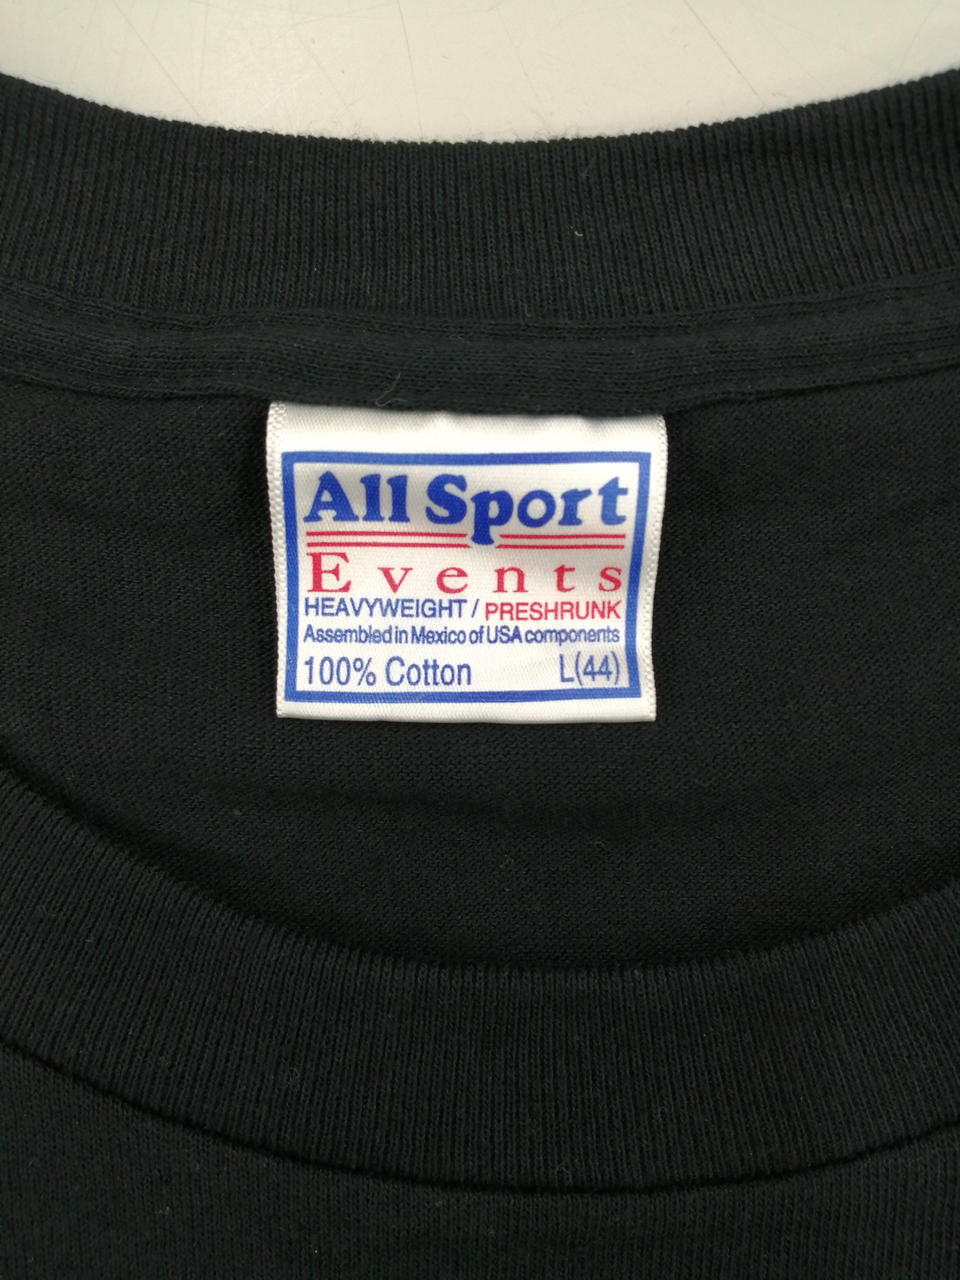 All Sport
Events
HEAVYWEIGHT / PRESHRUNK
Assembled in Mexico of USA components
100% Cotton L(44)